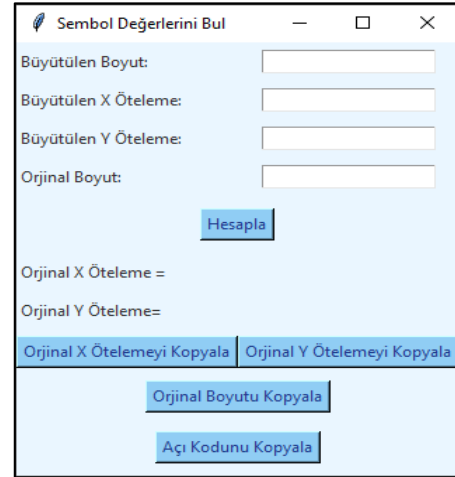 Sembol Değerlerini Bul
Büyütülen Boyut:
Büyütülen X Öteleme:
Büyütülen Y Öteleme:
Orjinal Boyut:
Hesapla
Orjinal X Öteleme =
Orjinal Y Öteleme=
Orjinal X Ötelemeyi Kopyala Orjinal Y Ötelemeyi Kopyala
Orjinal Boyutu Kopyala
Açı Kodunu Kopyala